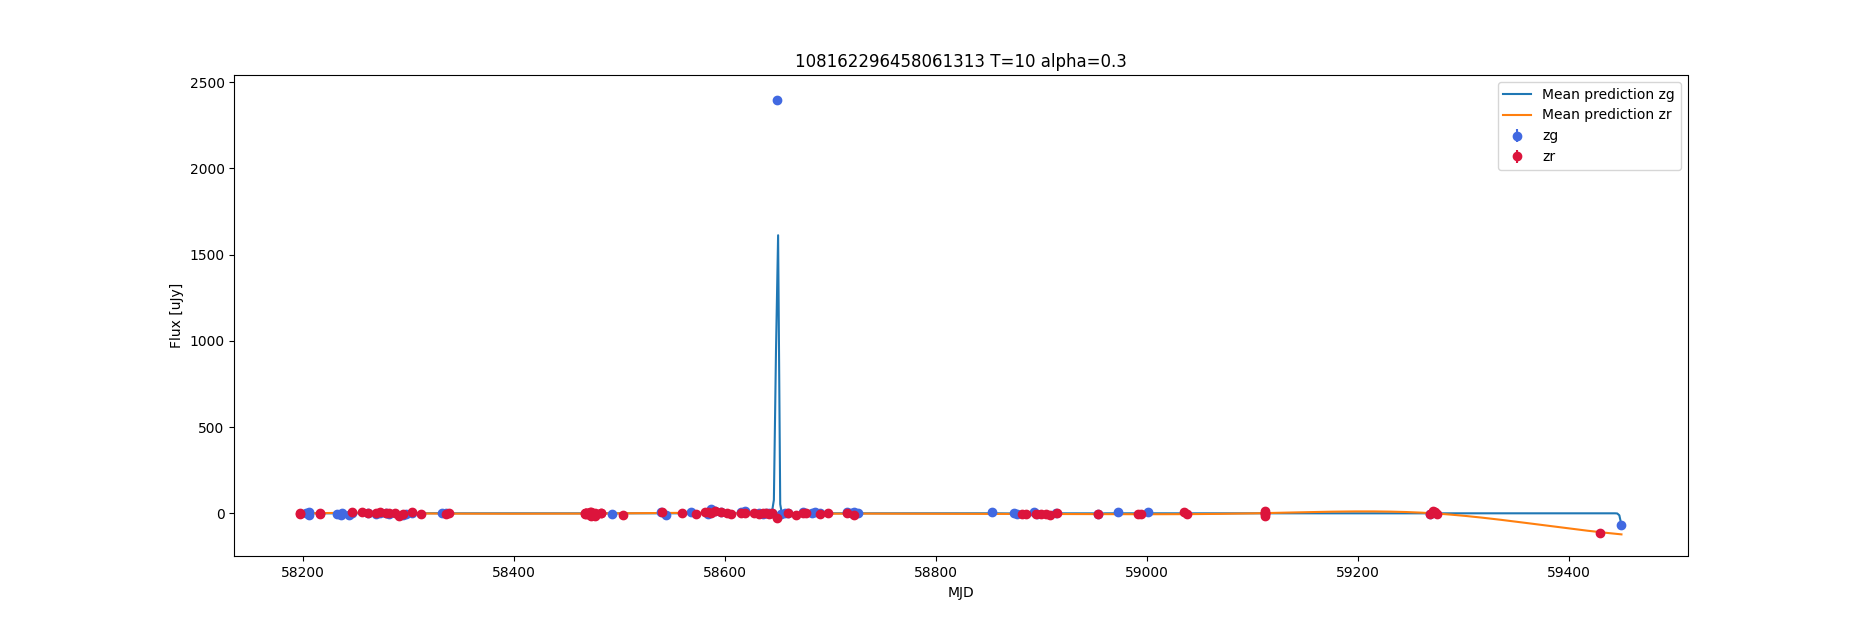 108162296458061313 T=10 alpha=0.3
2500
2000
1500
1000
500
0
Flux [uJy]
Mean prediction zg
Mean prediction zr
zg
zr
58200
58400
58600
58800
59000
59200
59400
MJD